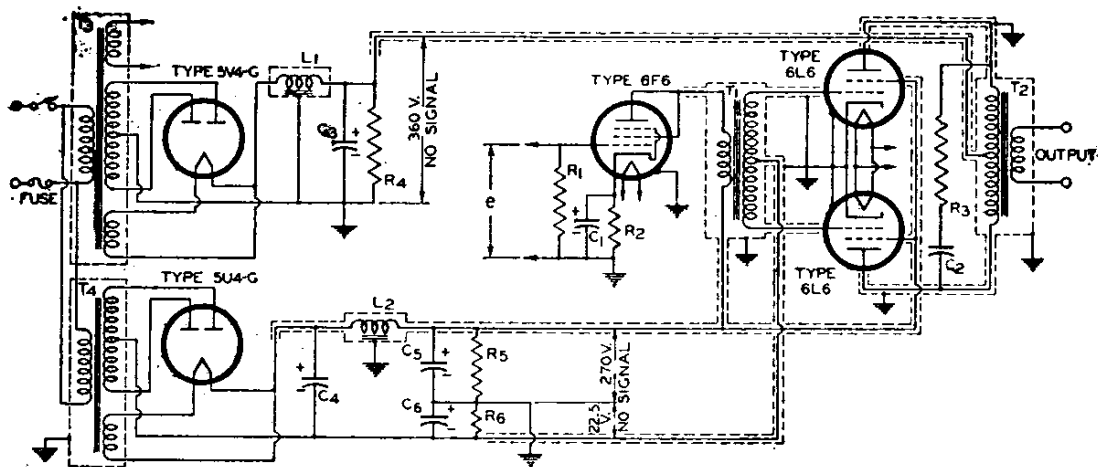 T3
TYPE 5V4-G
L1
C3
+
-
R4
360 V.
NO SIGNAL
FUSE
TYPE 6F6
R1
e
+
-
C1
R2
T1
TYPE
6L6
TYPE
6L6
R3
C2
T2
OUTPUT
T4
TYPE 5U4-G
L2
+
-
C4
C5
+
-
C6
+
-
R5
R6
270 V.
NO SIGNAL
22.5
V.
NO SIGNAL